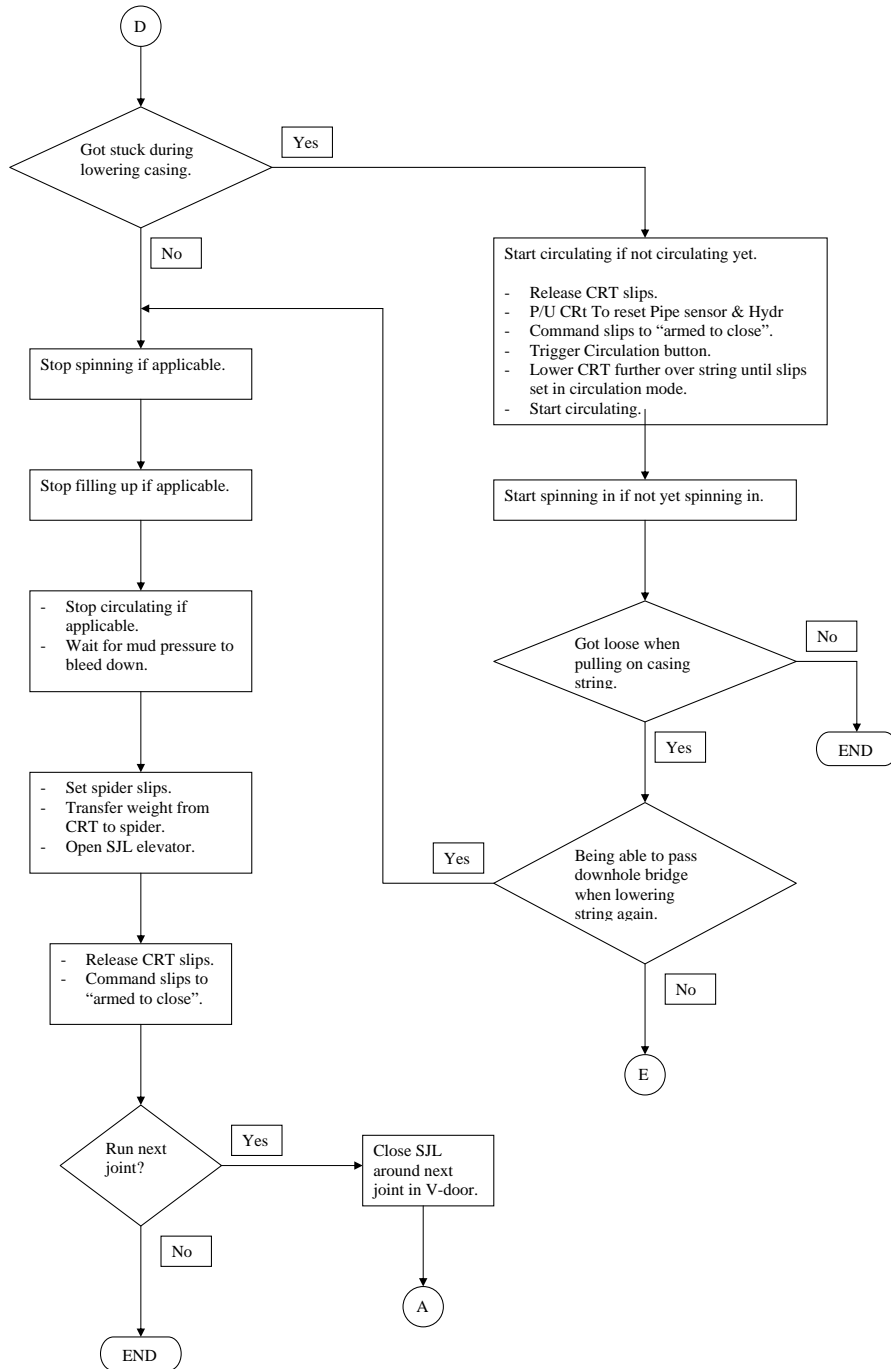 D
Got stuck during
lowering casing.
Yes
No
Start circulating if not circulating yet.
- Release CRT slips.
- P/U CRt To reset Pipe sensor & Hydr
- Command slips to “armed to close”.
- Trigger Circulation button.
- Lower CRT further over string until slips
set in circulation mode.
- Start circulating.
Stop spinning if applicable.
Stop filling up if applicable.
Start spinning in if not yet spinning in.
- Stop circulating if
applicable.
- Wait for mud pressure to
bleed down.
Got loose when
pulling on casing
string.
No
END
Yes
- Set spider slips.
- Transfer weight from
CRT to spider.
- Open SJL elevator.
Yes
Being able to pass
downhole bridge
when lowering
string again.
No
E
- Release CRT slips.
- Command slips to
“armed to close”.
Run next
joint?
Yes
Close SJL
around next
joint in V-door.
No
A
END